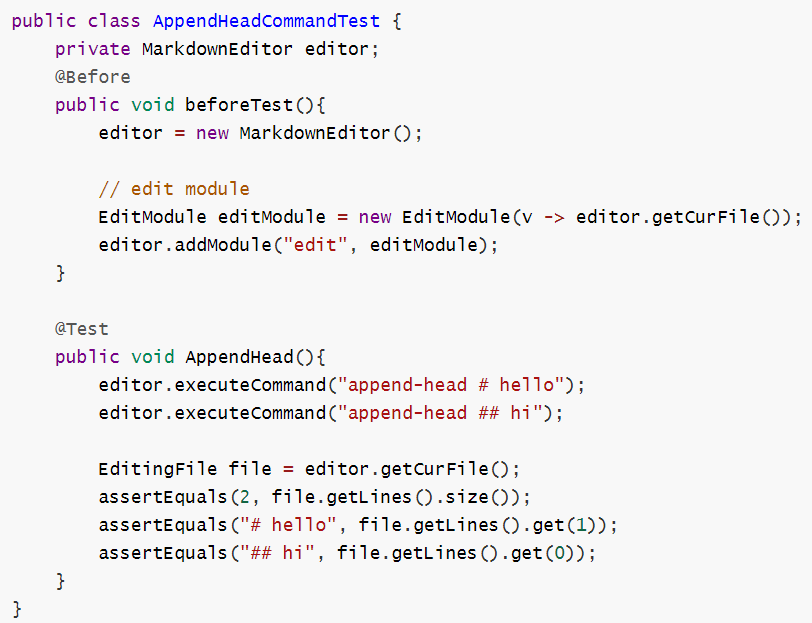 public class AppendHeadCommandTest {
    private MarkdownEditor editor;
    @Before
    public void beforeTest(){
        editor = new MarkdownEditor();

        // edit module
        EditModule editModule = new EditModule(v -> editor.getCurFile());
        editor.addModule("edit", editModule);
    }

    @Test
    public void AppendHead(){
        editor.executeCommand("append-head # hello");
        editor.executeCommand("append-head ## hi");

        EditingFile file = editor.getCurFile();
        assertEquals(2, file.getLines().size());
        assertEquals("# hello", file.getLines().get(1));
        assertEquals("## hi", file.getLines().get(0));
    }
}